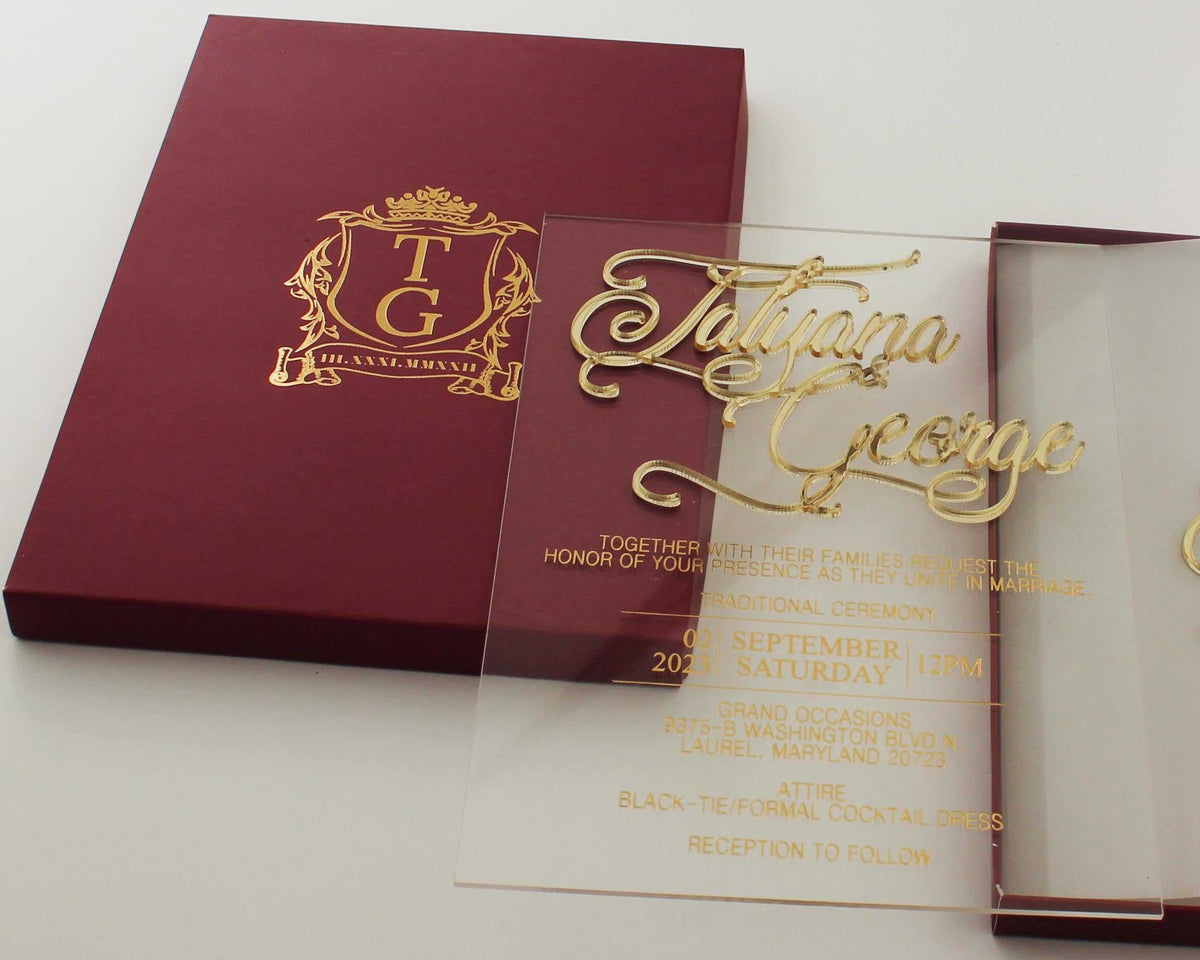 T
G
III.XXXI.MMXXII
Tatyana
&
George
TOGETHER WITH THEIR FAMILIES REQUEST THE
HONOR OF YOUR PRESENCE AS THEY UNITE IN MARRIAGE.
TRADITIONAL CEREMONY
02 | SEPTEMBER | 12PM
2023 | SATURDAY
GRAND OCCASIONS
9375-B WASHINGTON BLVD N,
LAUREL, MARYLAND 20723
ATTIRE
BLACK-TIE/FORMAL COCKTAIL DRESS
RECEPTION TO FOLLOW